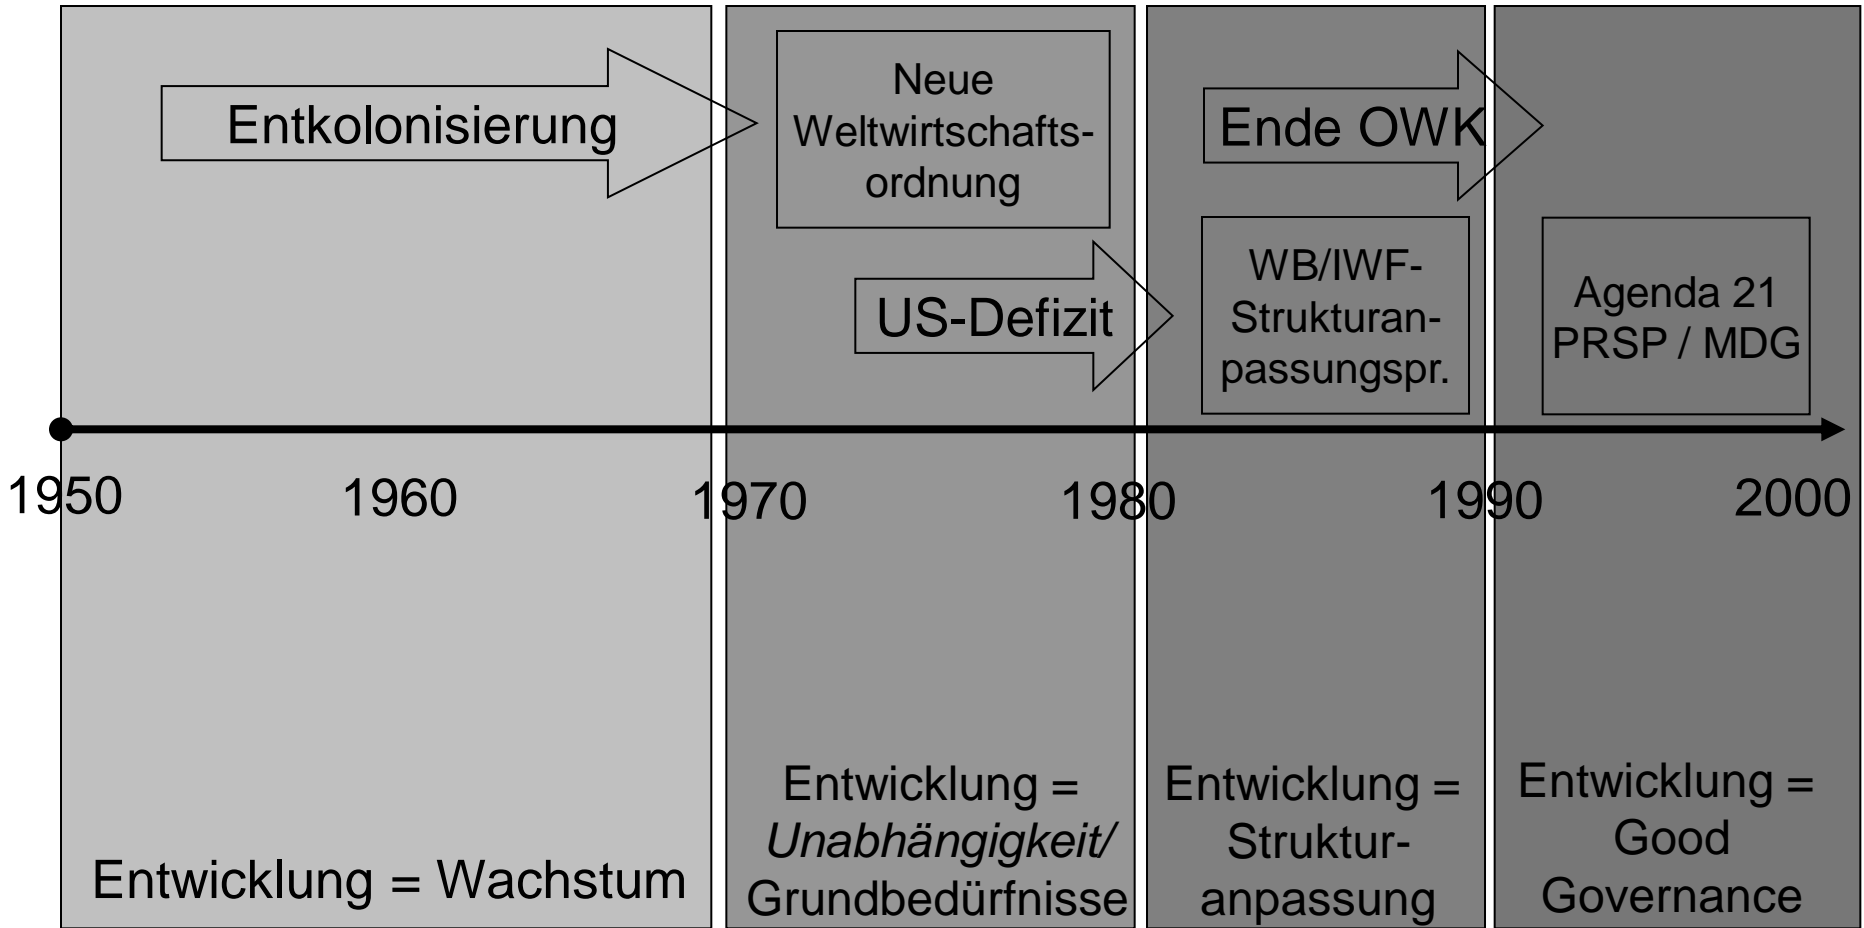 Entkolonisierung
Neue
Weltwirtschafts-
ordnung
Ende OWK
US-Defizit
WB/IWF-
Strukturan-
passungspr.
Agenda 21
PRSP / MDG
1950
1960
1970
1980
1990
2000
Entwicklung = Wachstum
Entwicklung =
Unabhängigkeit/
Grundbedürfnisse
Entwicklung =
Struktur-
anpassung
Entwicklung =
Good
Governance